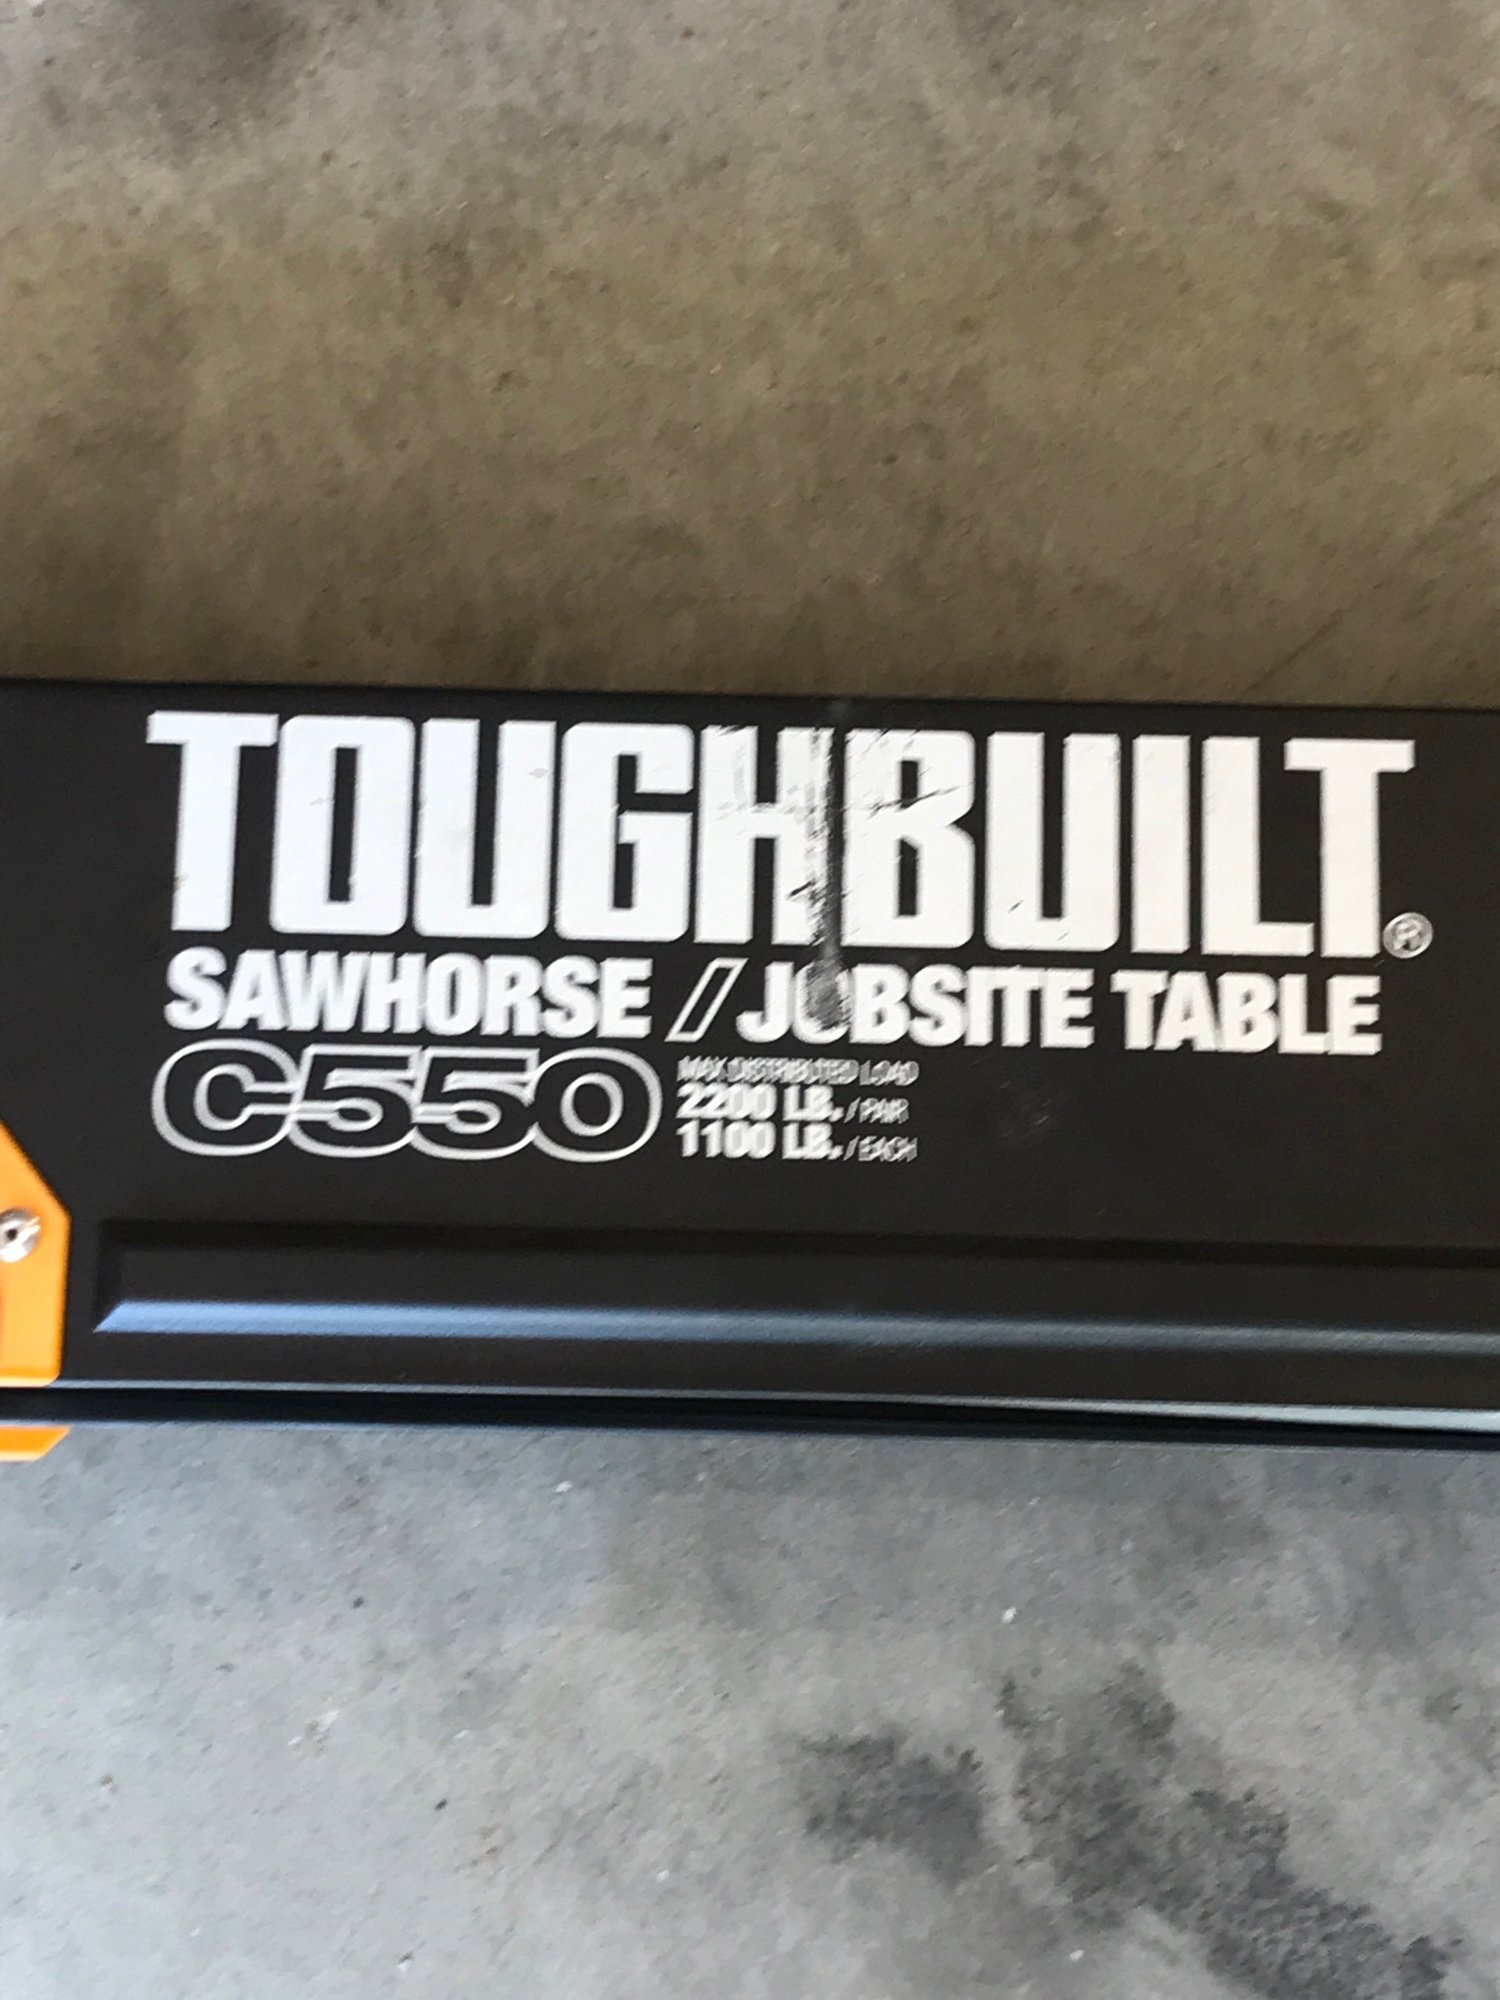 TOUGHBUILT®
SAWHORSE / JOBSITE TABLE
C550
MAX DISTRIBUTED LOAD
2200 LB. / PAIR
1100 LB. / EACH